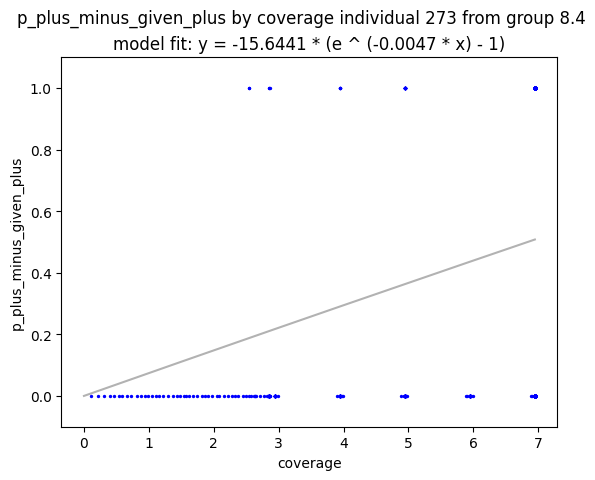 p_plus_minus_given_plus by coverage individual 273 from group 8.4
model fit: y = -15.6441 * (e ^ (-0.0047 * x) - 1)
p_plus_minus_given_plus
1.0
0.8
0.6
0.4
0.2
0.0
0 1 2 3 4 5 6 7
coverage